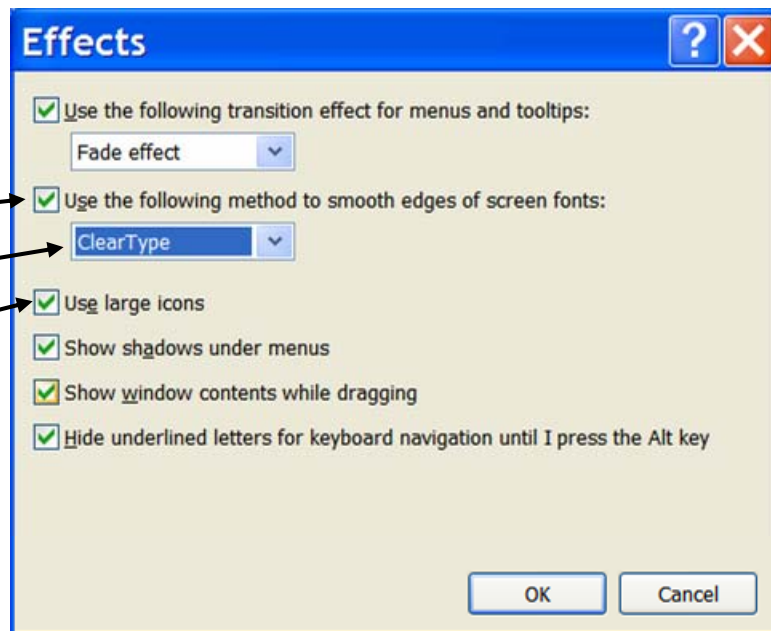 Effects
?
Use the following transition effect for menus and tooltips:
Fade effect
Use the following method to smooth edges of screen fonts:
ClearType
Use large icons
Show shadows under menus
Show window contents while dragging
Hide underlined letters for keyboard navigation until I press the Alt key
OK Cancel